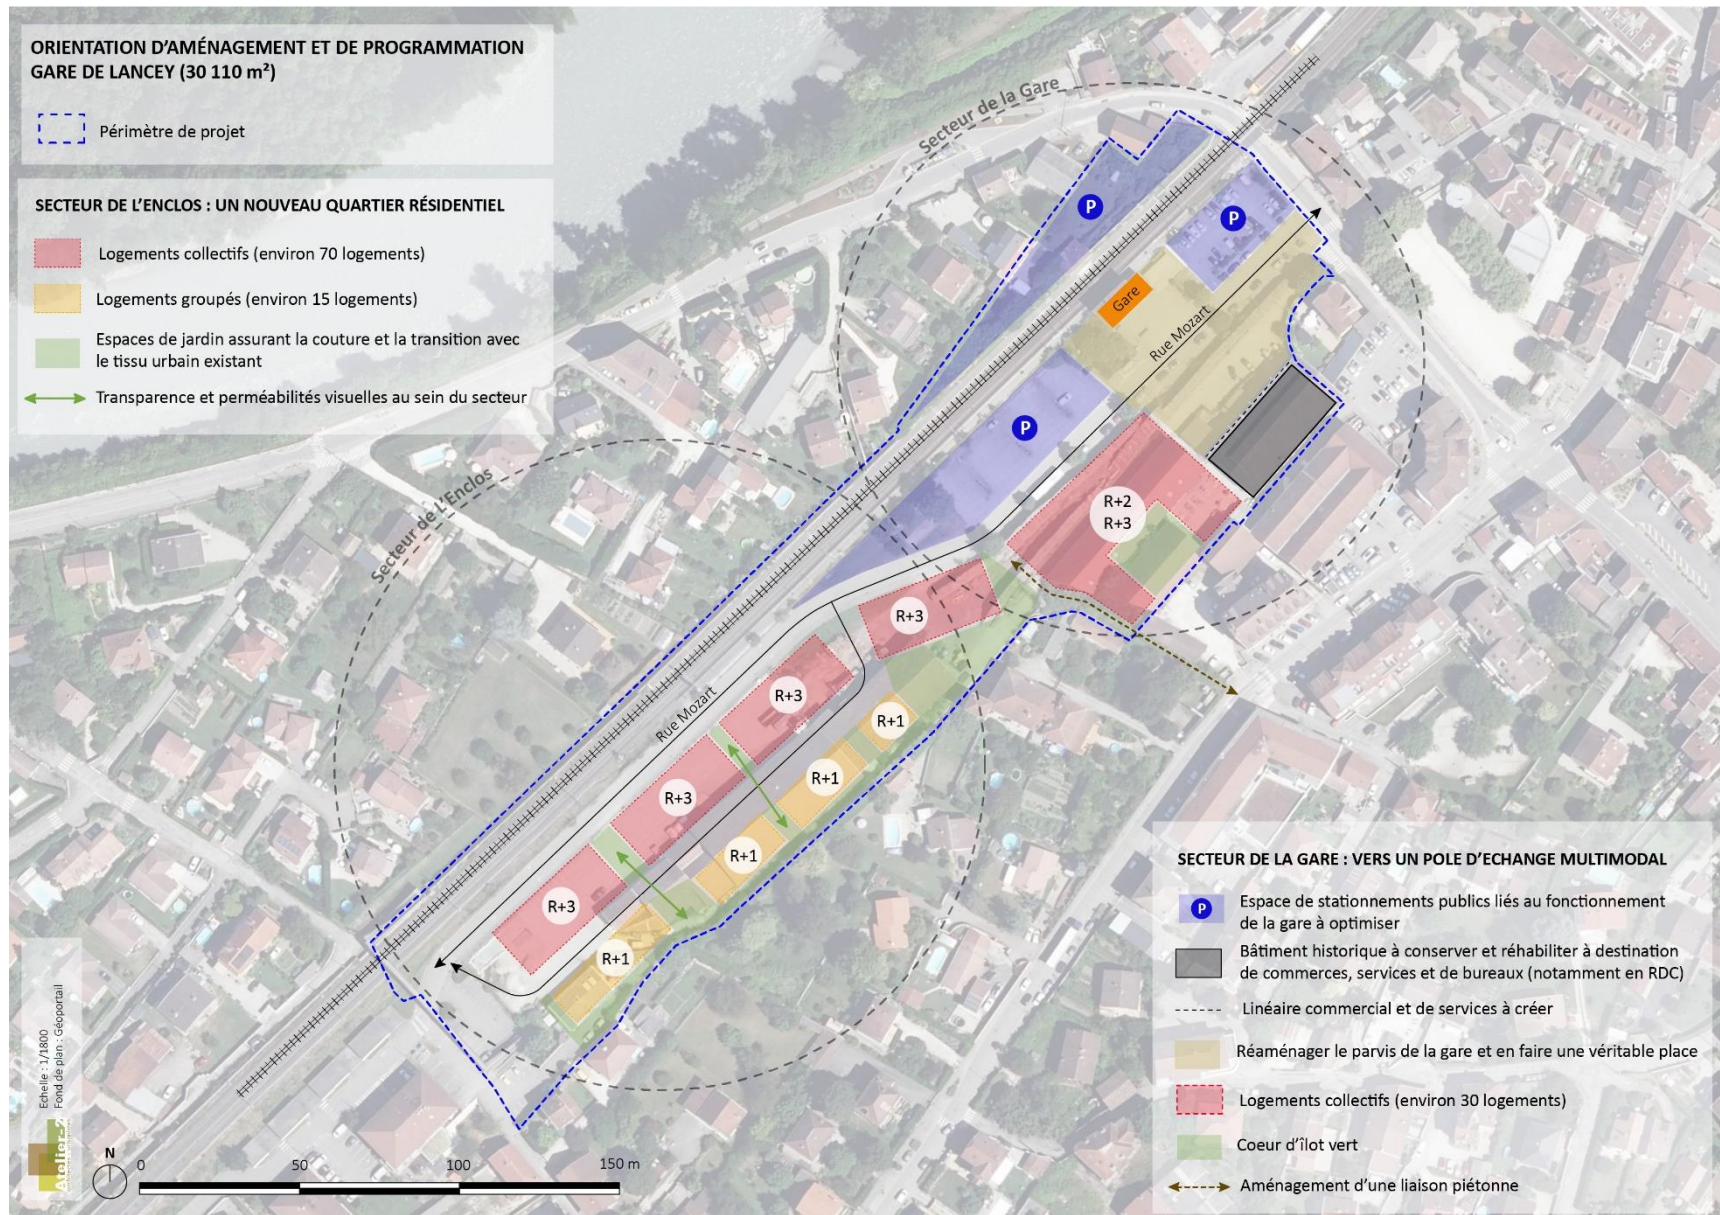 ORIENTATION D'AMÉNAGEMENT ET DE PROGRAMMATION
GARE DE LANCEY (30 110 m²)
Périmètre de projet
SECTEUR DE L'ENCLOS : UN NOUVEAU QUARTIER RÉSIDENTIEL
Logements collectifs (environ 70 logements)
Logements groupés (environ 15 logements)
Espaces de jardin assurant la couture et la transition avec
le tissu urbain existant
Transparence et perméabilités visuelles au sein du secteur
Secteur de la Gare
P
P
Gare
Rue Mozart
P
Secteur de L'Enclos
R+2
R+3
R+3
R+3
Rue Mozart
R+1
R+3
R+1
R+1
R+3
R+1
SECTEUR DE LA GARE : VERS UN POLE D'ECHANGE MULTIMODAL
P
Espace de stationnements publics liés au fonctionnement
de la gare à optimiser
Bâtiment historique à conserver et réhabiliter à destination
de commerces, services et de bureaux (notamment en RDC)
Linéaire commercial et de services à créer
Réaménager le parvis de la gare et en faire une véritable place
Logements collectifs (environ 30 logements)
Coeur d'îlot vert
Aménagement d'une liaison piétonne
Echelle : 1/1800
Fond de plan : Géoportail
Atelier-2
N
0 50 100 150 m